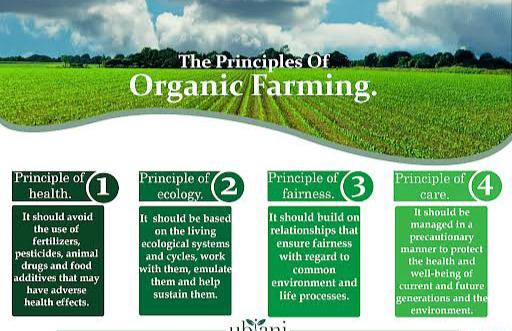 The Principles Of
Organic Farming.
Principle of
health.
1
It should avoid
the use of
fertilizers,
pesticides, animal
drugs and food
additives that may
have adverse
health effects.
Principle of
ecology.
2
It should be based
on the living
ecological systems
and cycles, work
with them, emulate
them and help
sustain them.
Principle of
fairness.
3
It should build on
relationships that
ensure fairness
with regard to
common
environment and
life processes.
Principle of
care.
4
It should be
managed in a
precautionary
manner to protect
the health and
well-being of
current and future
generations and the
environment.